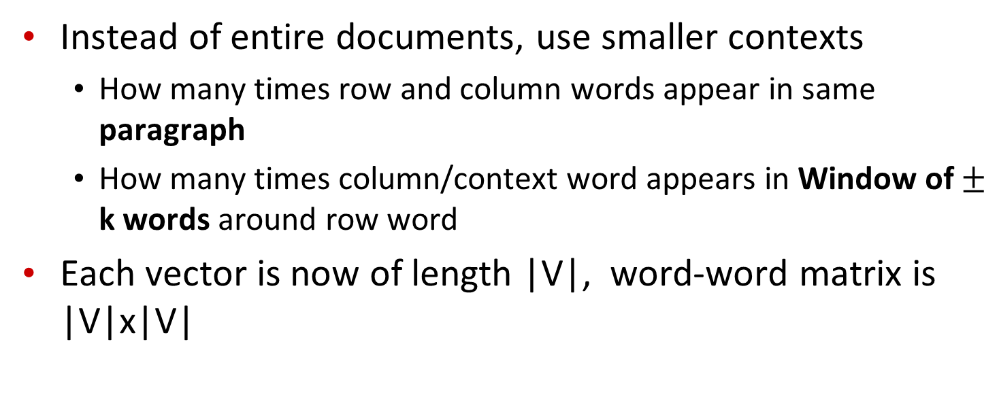 • Instead of entire documents, use smaller contexts
• How many times row and column words appear in same
paragraph
• How many times column/context word appears in Window of ±
k words around row word
• Each vector is now of length |V|,  word-word matrix is
|V|x|V|